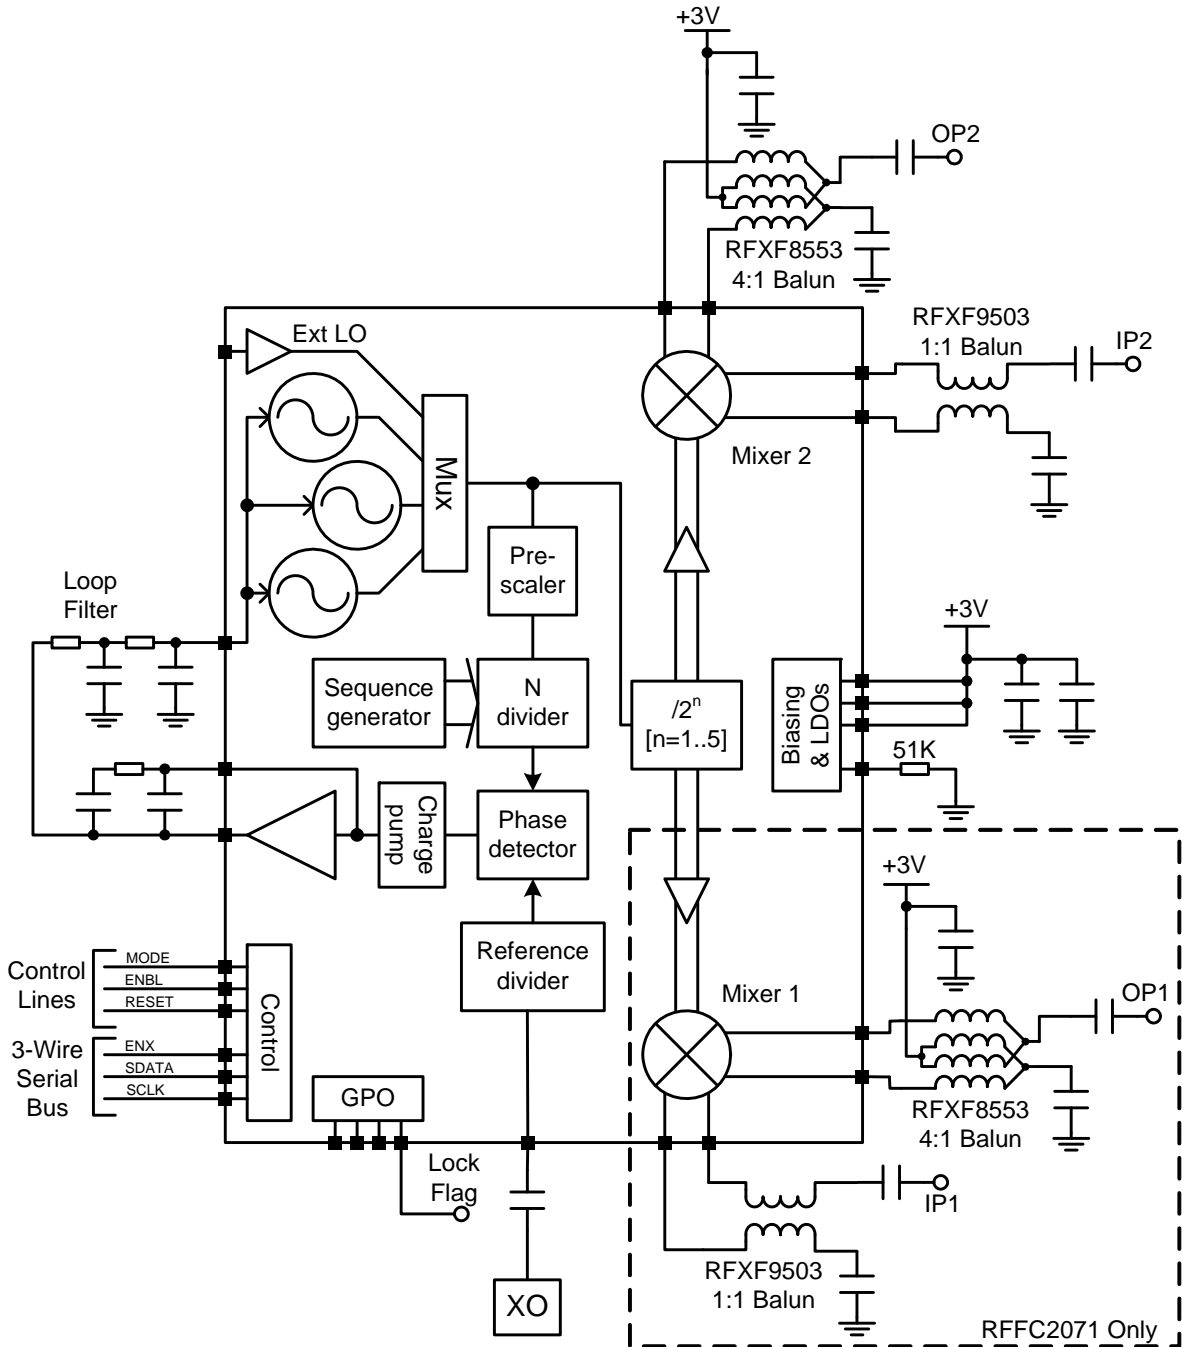 +3V
OP2
RFXF8553
4:1 Balun
RFXF9503
1:1 Balun
IP2
Ext LO
Mux
Mixer 2
Pre-
scaler
Loop
Filter
Sequence
generator
N
divider
/2ⁿ
[n=1..5]
Biasing
& LDOs
+3V
51K
Charge
pump
Phase
detector
+3V
Reference
divider
Mixer 1
OP1
RFXF8553
4:1 Balun
Control
Lines
MODE
ENBL
RESET
3-Wire
Serial
Bus
ENX
SDATA
SCLK
Control
GPO
Lock
Flag
IP1
RFXF9503
1:1 Balun
XO
RFFC2071 Only